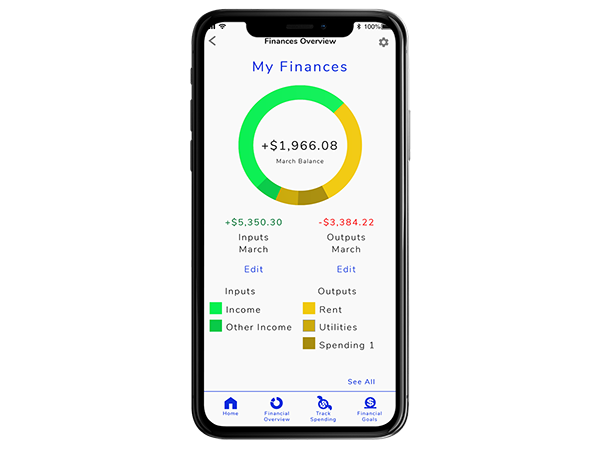 100%
Finances Overview
My Finances
+$1,966.08
March Balance
+$5,350.30 -$3,384.22
Inputs Outputs
March March
Edit Edit
Inputs Outputs
Income Rent
Other Income Utilities
Spending 1
See All
Home Financial Overview Track Spending Financial Goals